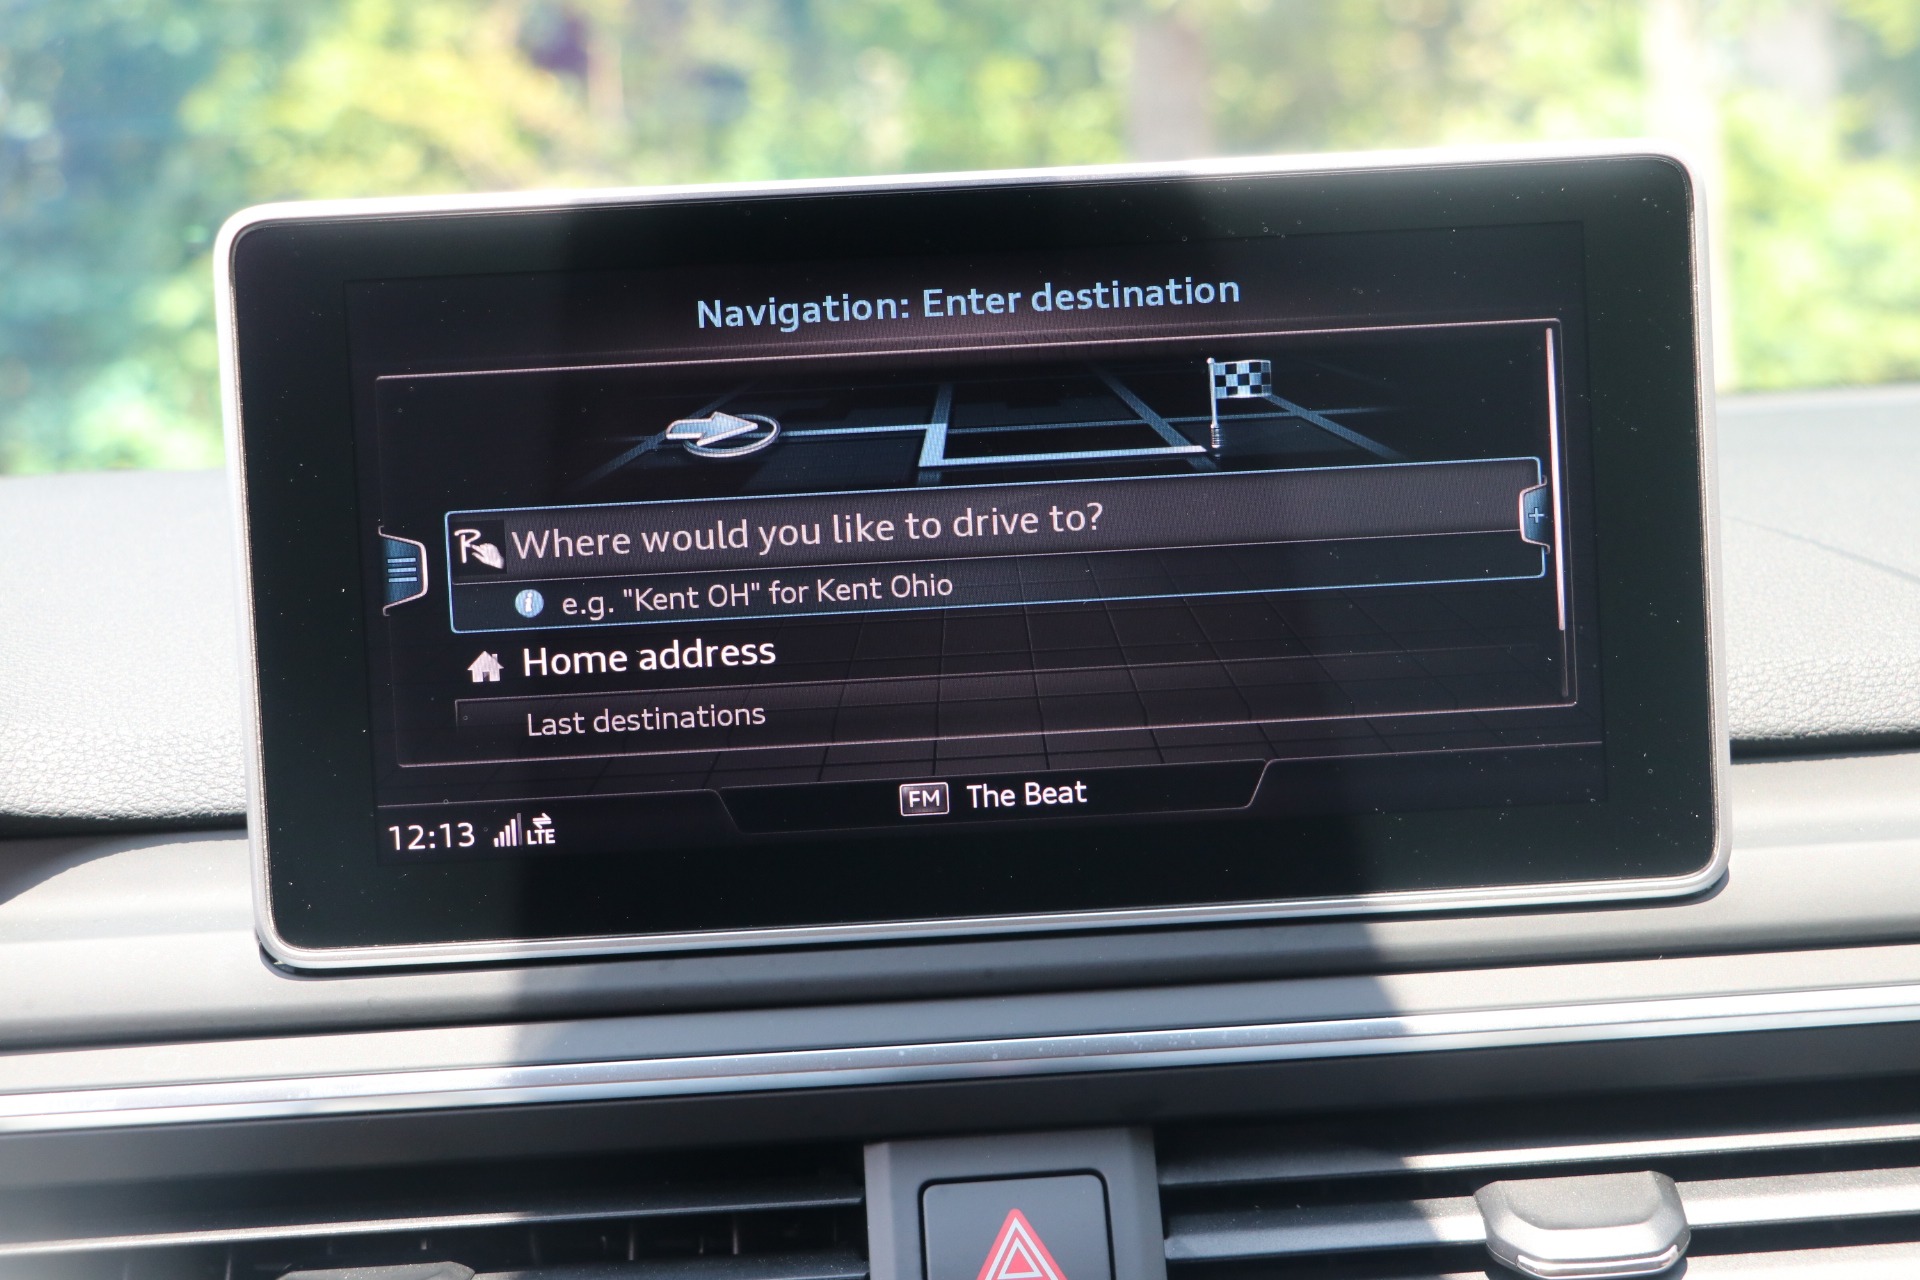 Navigation: Enter destination
Where would you like to drive to?
e.g. "Kent OH" for Kent Ohio
Home address
Last destinations
FM The Beat
12:13 LTE